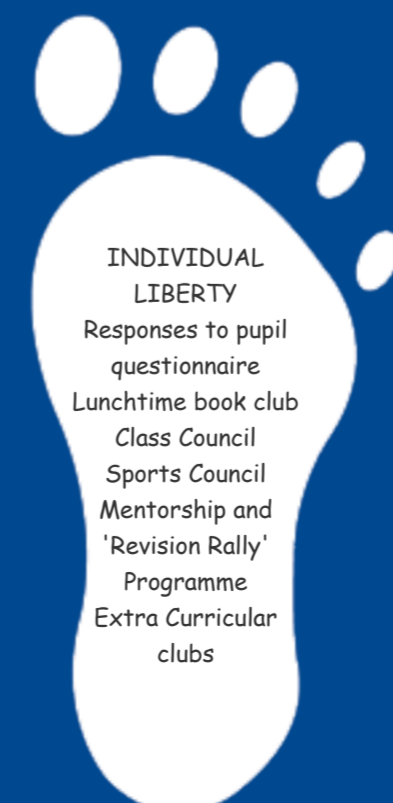 INDIVIDUAL
LIBERTY
Responses to pupil
questionnaire
Lunchtime book club
Class Council
Sports Council
Mentorship and
'Revision Rally'
Programme
Extra Curricular
clubs